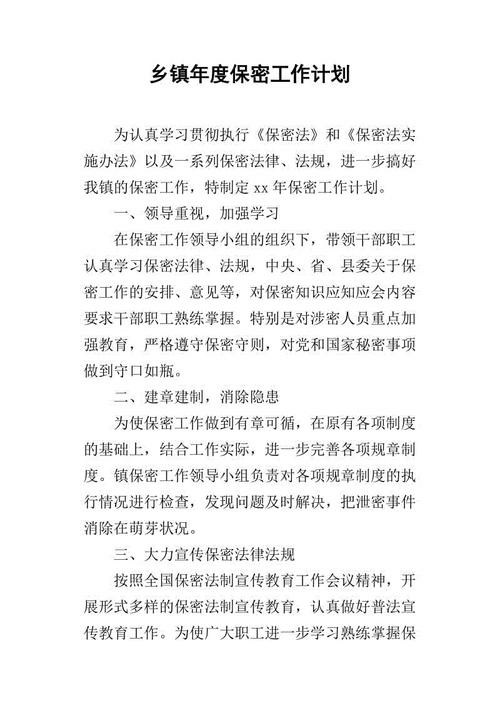 乡镇年度保密工作计划
为认真学习贯彻执行《保密法》和《保密法实
施办法》以及一系列保密法律、法规，进一步搞好
我镇的保密工作，特制定 xx 年保密工作计划。
一、领导重视，加强学习
在保密工作领导小组的组织下，带领干部职工
认真学习保密法律、法规，中央、省、县委关于保
密工作的安排、意见等，对保密知识应知应会内容
要求干部职工熟练掌握。特别是对涉密人员重点加
强教育，严格遵守保密守则，对党和国家秘密事项
做到守口如瓶。
二、建章建制，消除隐患
为使保密工作做到有章可循，在原有各项制度
的基础上，结合工作实际，进一步完善各项规章制
度。镇保密工作领导小组负责对各项规章制度的执
行情况进行检查，发现问题及时解决，把泄密事件
消除在萌芽状况。
三、大力宣传保密法律法规
按照全国保密法制宣传教育工作会议精神，开
展形式多样的保密法制宣传教育，认真做好普法宣
传教育工作。为使广大职工进一步学习熟练掌握保